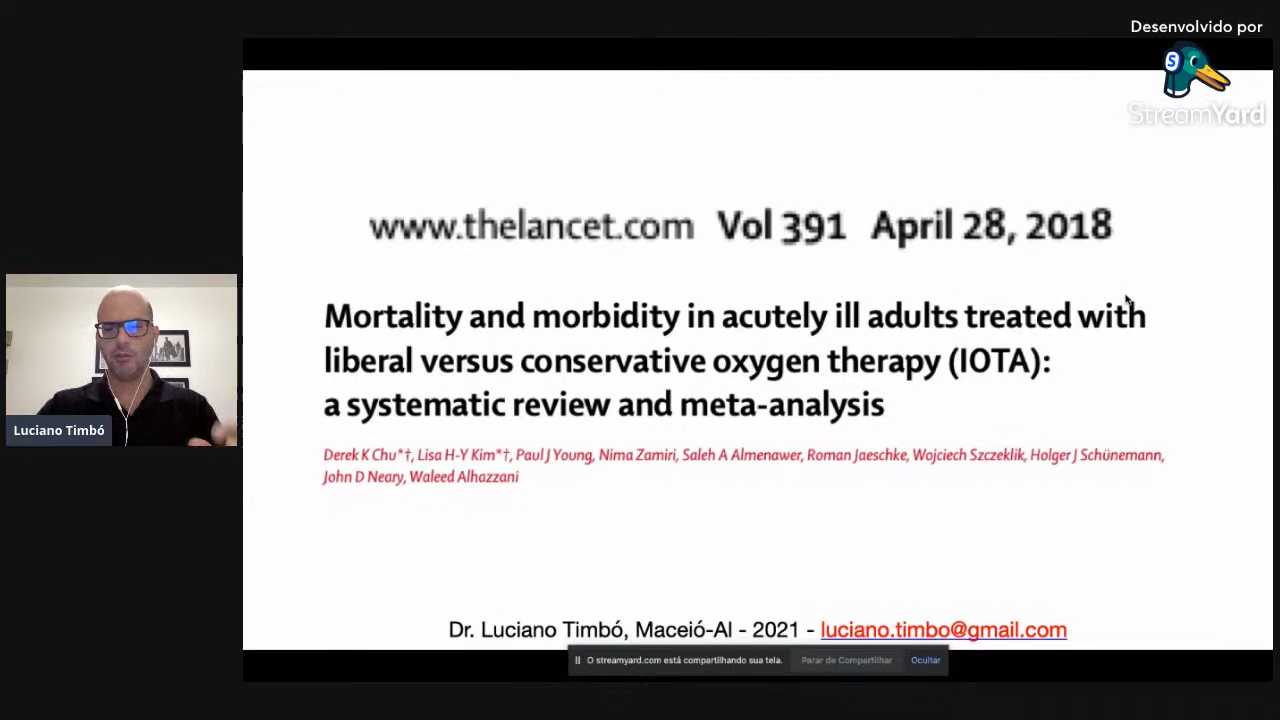 Desenvolvido por
S
StreamYard
www.thelancet.com Vol 391 April 28, 2018
Mortality and morbidity in acutely ill adults treated with
liberal versus conservative oxygen therapy (IOTA):
a systematic review and meta-analysis
Derek K Chu*†, Lisa H-Y Kim*†, Paul J Young, Nima Zamiri, Saleh A Almenawer, Roman Jaeschke, Wojciech Szczeklik, Holger J Schünemann,
John D Neary, Waleed Alhazzani
Luciano Timbó
Dr. Luciano Timbó, Maceió-Al - 2021 - luciano.timbo@gmail.com
O streamyard.com está compartilhando sua tela. Parar de Compartilhar Ocultar